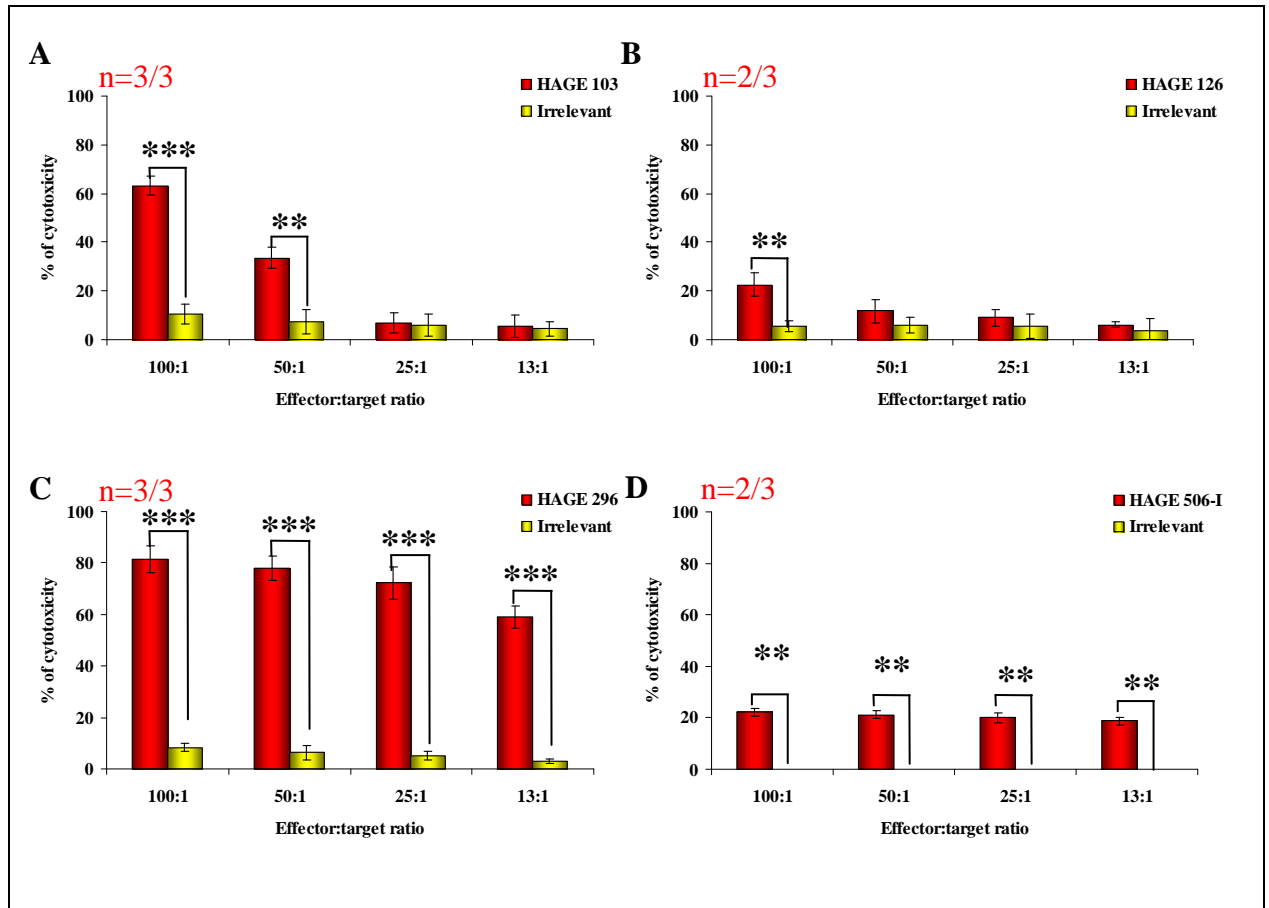 A
n=3/3
HAGE 103
Irrelevant
% of cytotoxicity
100
80
60
40
20
0
***
**
100:1 50:1 25:1 13:1
Effector:target ratio
B
n=2/3
HAGE 126
Irrelevant
% of cytotoxicity
100
80
60
40
20
0
**
100:1 50:1 25:1 13:1
Effector:target ratio
C
n=3/3
HAGE 296
Irrelevant
% of cytotoxicity
100
80
60
40
20
0
*** *** *** ***
100:1 50:1 25:1 13:1
Effector:target ratio
D
n=2/3
HAGE 506-I
Irrelevant
% of cytotoxicity
100
80
60
40
20
0
** ** ** **
100:1 50:1 25:1 13:1
Effector:target ratio